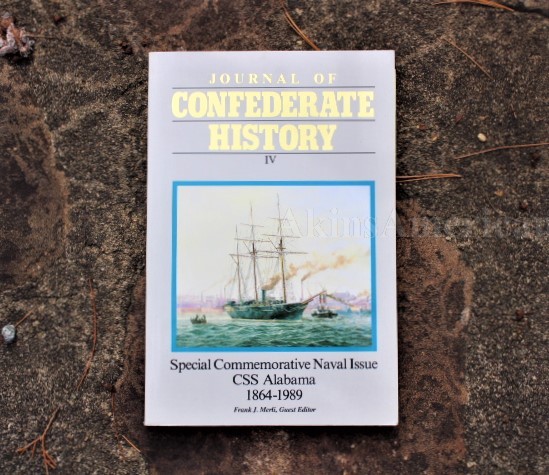 JOURNAL OF
CONFEDERATE
HISTORY
IV
Special Commemorative Naval Issue
CSS Alabama
1864-1989
Frank J. Merli, Guest Editor